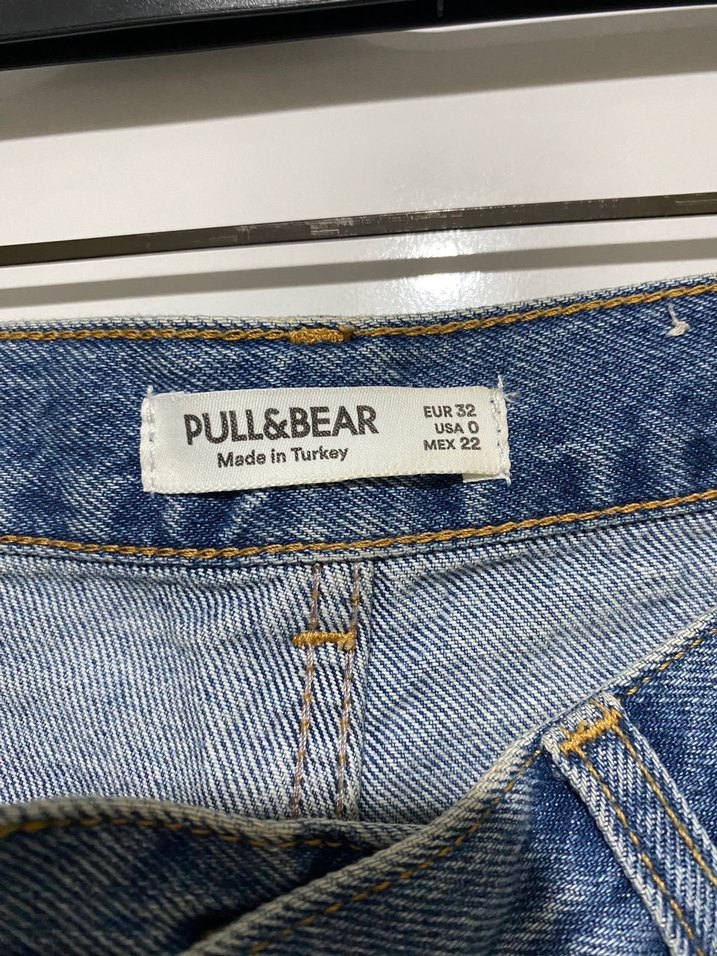 PULL&BEAR
Made in Turkey
EUR 32
USA 0
MEX 22